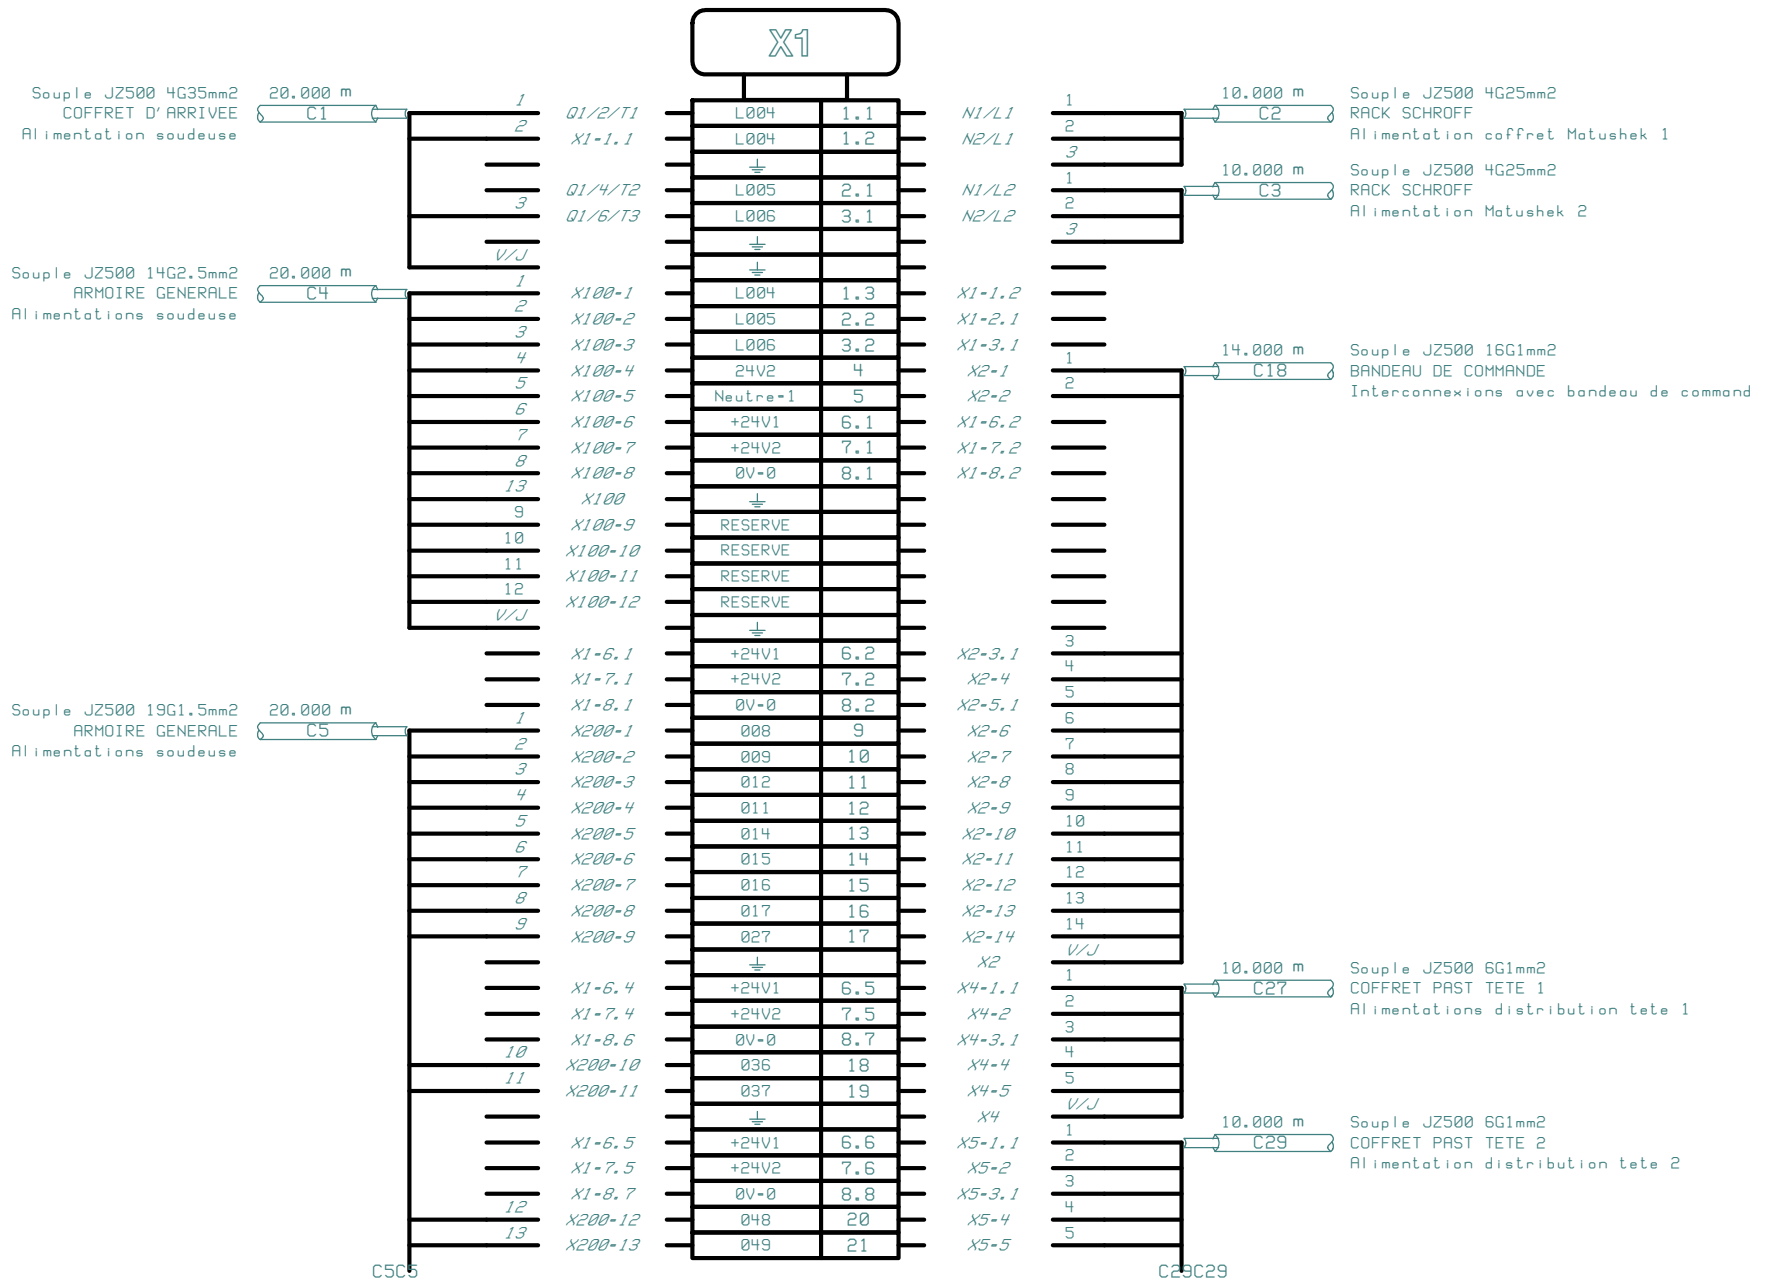 X1
Souple JZ500 4G35mm2 20.000 m
COFFRET D'ARRIVEE C1
Alimentation soudeuse
10.000 m Souple JZ500 4G25mm2
C2 RACK SCHROFF
Alimentation coffret Matushek 1
10.000 m Souple JZ500 4G25mm2
C3 RACK SCHROFF
Alimentation Matushek 2
Souple JZ500 14G2.5mm2 20.000 m
ARMOIRE GENERALE C4
Alimentations soudeuse
14.000 m Souple JZ500 16G1mm2
C18 BANDEAU DE COMMANDE
Interconnexions avec bandeau de command
Souple JZ500 19G1.5mm2 20.000 m
ARMOIRE GENERALE C5
Alimentations soudeuse
10.000 m Souple JZ500 6G1mm2
C27 COFFRET PAST TETE 1
Alimentations distribution tete 1
10.000 m Souple JZ500 6G1mm2
C29 COFFRET PAST TETE 2
Alimentation distribution tete 2
1 Q1/2/T1 L004 1.1 N1/L1 1
2 X1-1.1 L004 1.2 N2/L1 2
3
Q1/4/T2 L005 2.1 N1/L2 1
3 Q1/6/T3 L006 3.1 N2/L2 2
3
V/J
1 X100-1 L004 1.3 X1-1.2
2 X100-2 L005 2.2 X1-2.1
3 X100-3 L006 3.2 X1-3.1
4 X100-4 24V2 4 X2-1 1
5 X100-5 Neutre-1 5 X2-2 2
6 X100-6 +24V1 6.1 X1-6.2
7 X100-7 +24V2 7.1 X1-7.2
8 X100-8 0V-0 8.1 X1-8.2
13 X100
9 X100-9 RESERVE
10 X100-10 RESERVE
11 X100-11 RESERVE
12 X100-12 RESERVE
V/J
X1-6.1 +24V1 6.2 X2-3.1 3
X1-7.1 +24V2 7.2 X2-4 4
X1-8.1 0V-0 8.2 X2-5.1 5
1 X200-1 008 9 X2-6 6
2 X200-2 009 10 X2-7 7
3 X200-3 012 11 X2-8 8
4 X200-4 011 12 X2-9 9
5 X200-5 014 13 X2-10 10
6 X200-6 015 14 X2-11 11
7 X200-7 016 15 X2-12 12
8 X200-8 017 16 X2-13 13
9 X200-9 027 17 X2-14 14
X2 V/J
X1-6.4 +24V1 6.5 X4-1.1 1
X1-7.4 +24V2 7.5 X4-2 2
X1-8.6 0V-0 8.7 X4-3.1 3
10 X200-10 036 18 X4-4 4
11 X200-11 037 19 X4-5 5
X4 V/J
X1-6.5 +24V1 6.6 X5-1.1 1
X1-7.5 +24V2 7.6 X5-2 2
X1-8.7 0V-0 8.8 X5-3.1 3
12 X200-12 048 20 X5-4 4
13 X200-13 049 21 X5-5 5
C5C5 C29C29